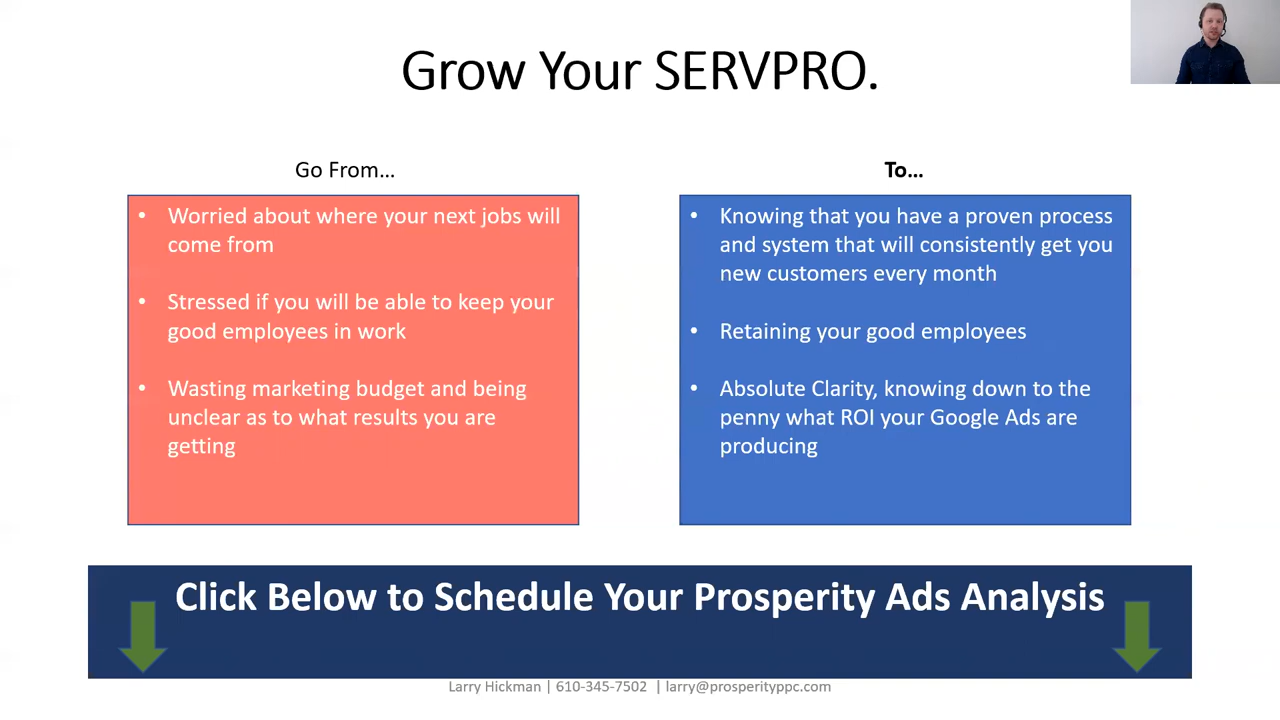 Grow Your SERVPRO.
Go From...
• Worried about where your next jobs will
come from
• Stressed if you will be able to keep your
good employees in work
• Wasting marketing budget and being
unclear as to what results you are
getting
To...
• Knowing that you have a proven process
and system that will consistently get you
new customers every month
• Retaining your good employees
• Absolute Clarity, knowing down to the
penny what ROI your Google Ads are
producing
Click Below to Schedule Your Prosperity Ads Analysis
Larry Hickman | 610-345-7502 | larry@prosperityppc.com